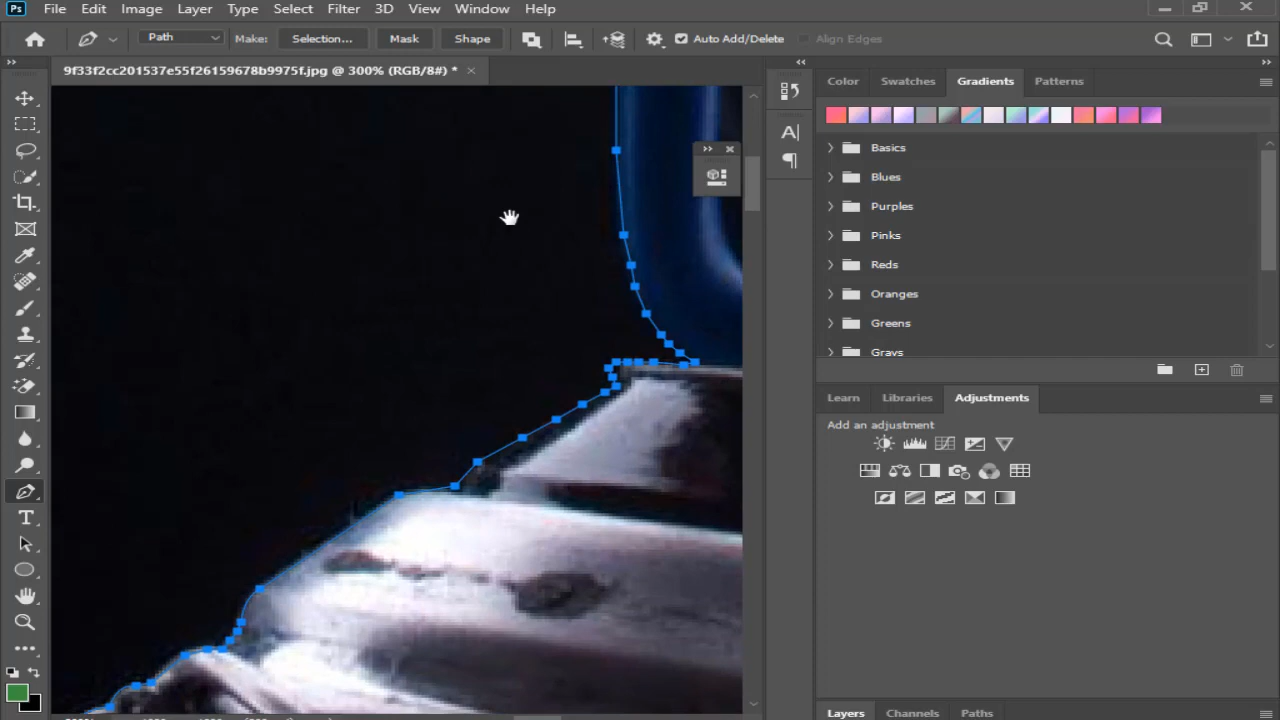 Ps File Edit Image Layer Type Select Filter 3D View Window Help
Path Make: Selection... Mask Shape Auto Add/Delete Align Edges
9f33f2cc201537e55f26159678b9975f.jpg @ 300% (RGB/8#) *
Color Swatches Gradients Patterns
Basics
Blues
Purples
Pinks
Reds
Oranges
Greens
Grays
Learn Libraries Adjustments
Add an adjustment
Layers Channels Paths